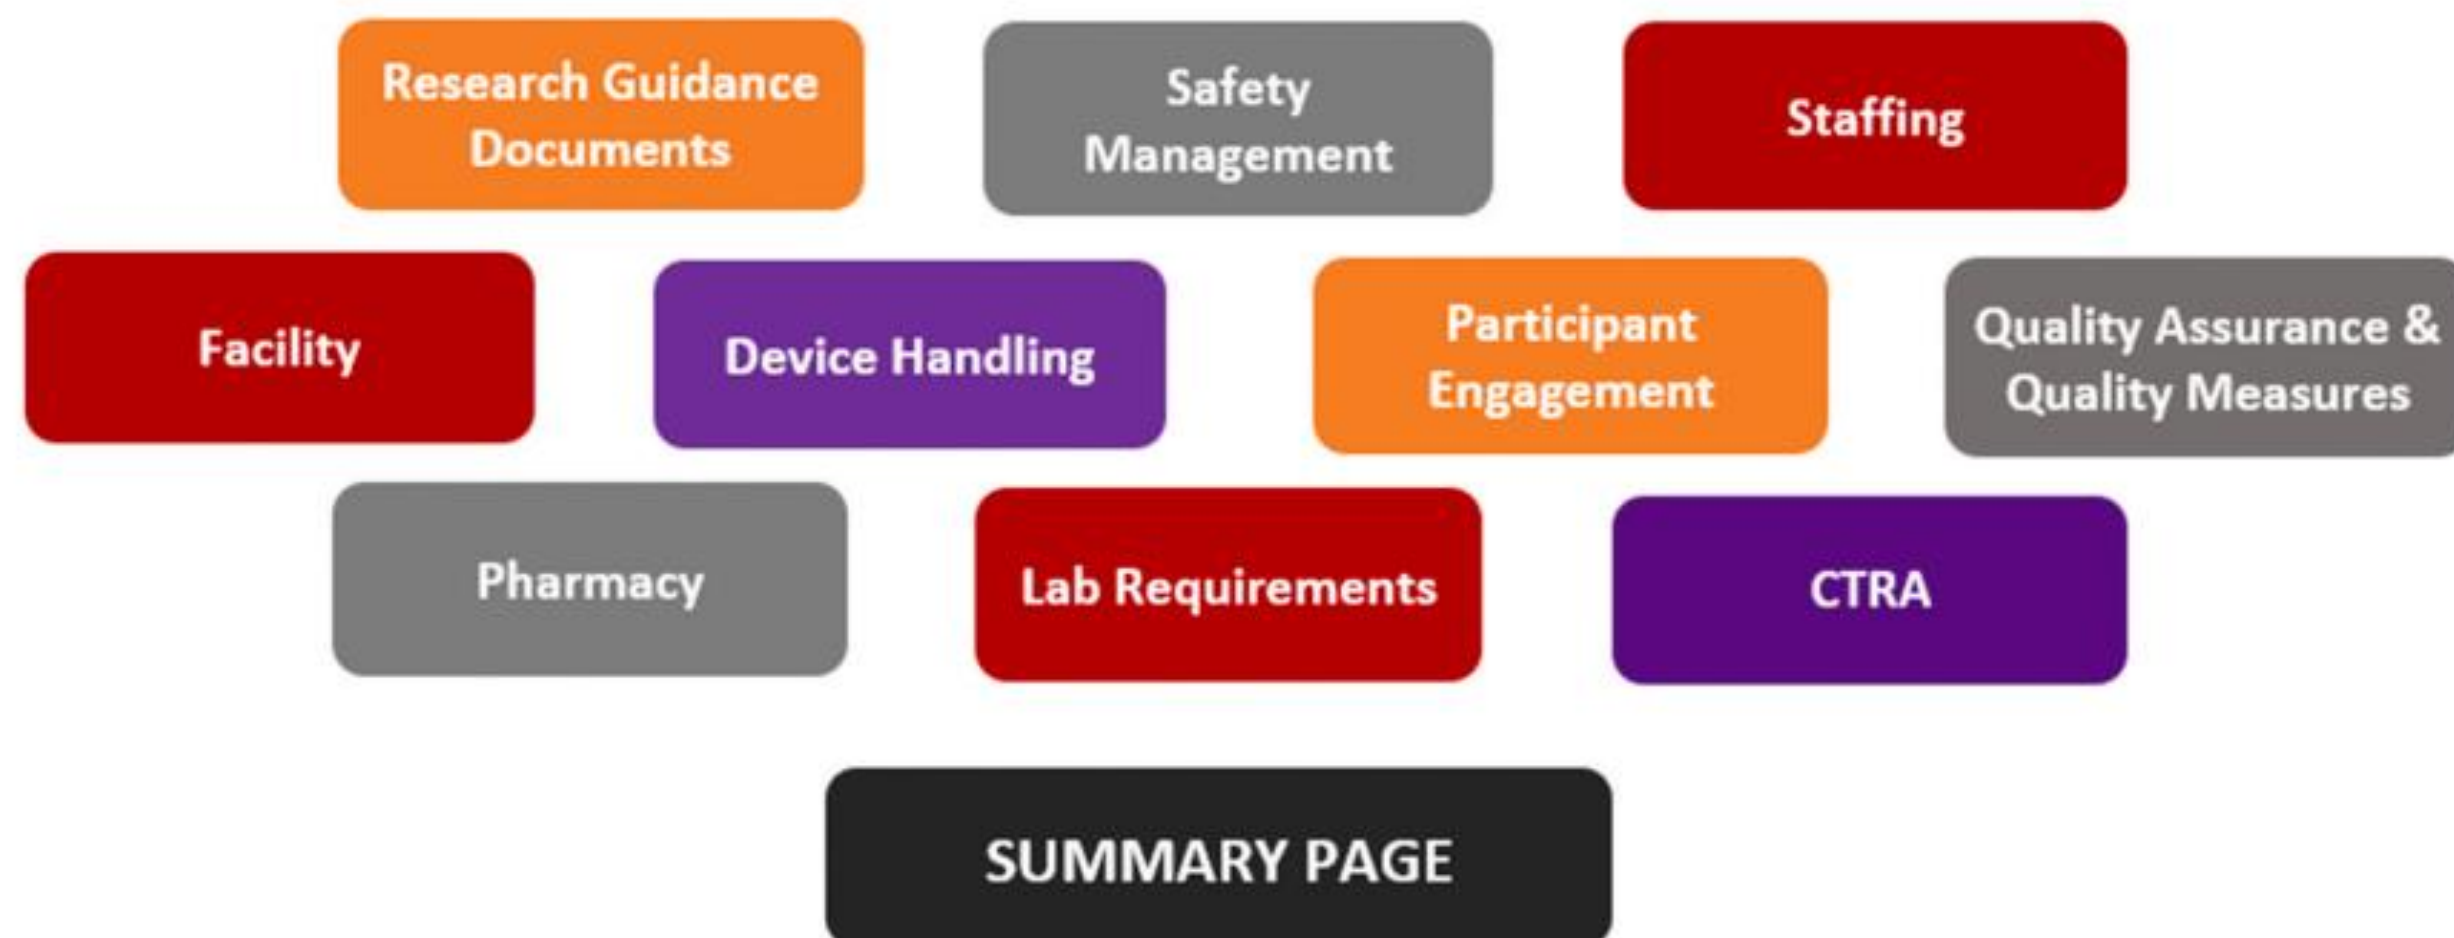 Research Guidance
Documents
Safety
Management
Staffing
Facility
Device Handling
Participant
Engagement
Quality Assurance &
Quality Measures
Pharmacy
Lab Requirements
CTRA
SUMMARY PAGE